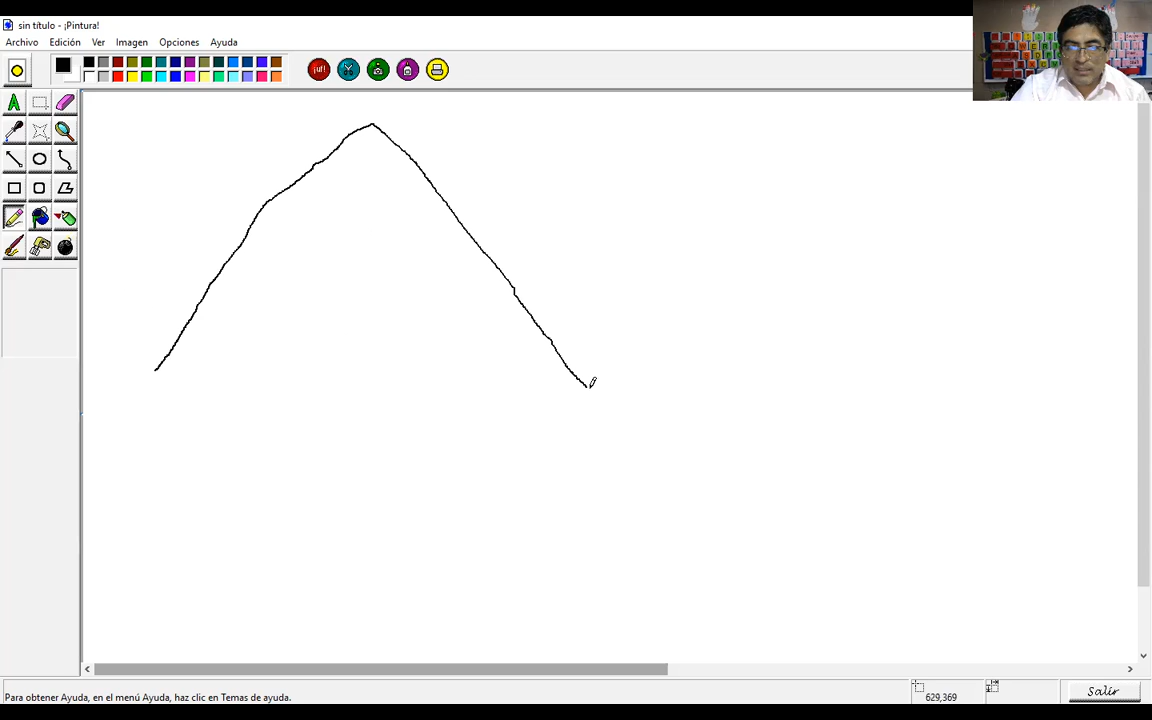 sin título - ¡Pintura!
Archivo Edición Ver Imagen Opciones Ayuda
¡uf!
A
Para obtener Ayuda, en el menú Ayuda, haz clic en Temas de ayuda.
629,369
Salir